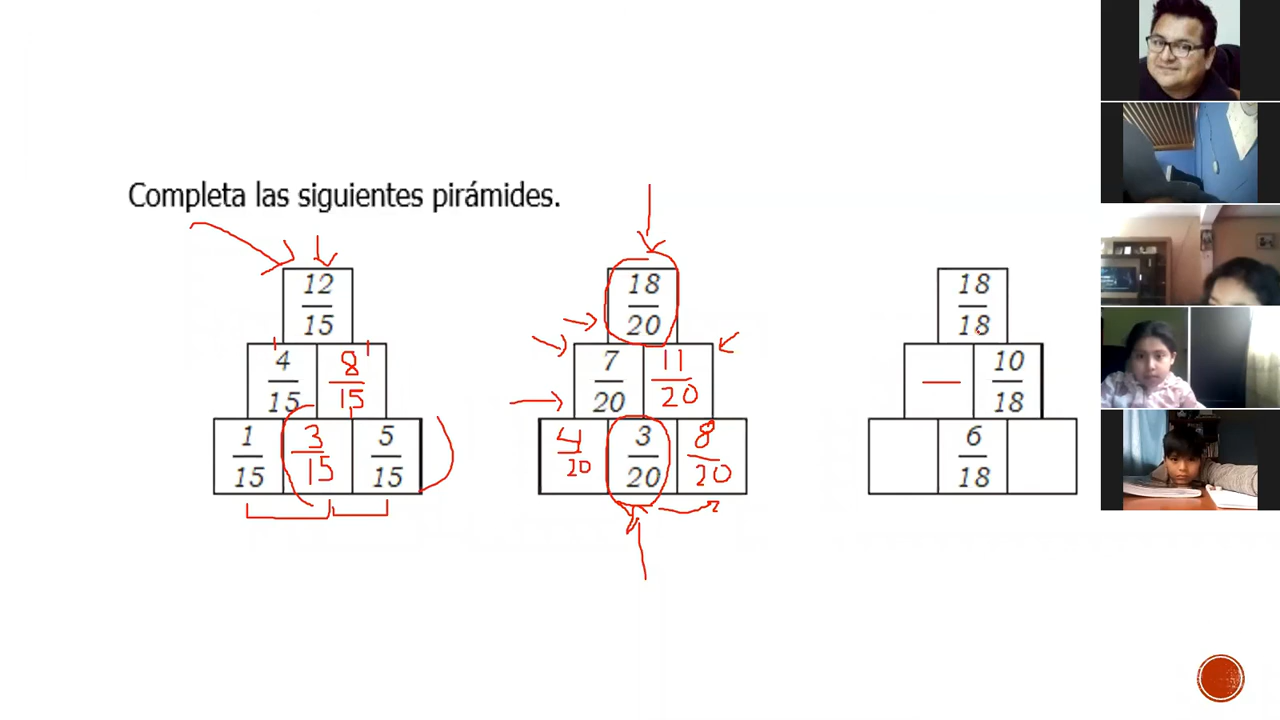 Completa las siguientes pirámides.
12/15
4/15 8/15
1/15 3/15 5/15
18/20
7/20 11/20
4/20 3/20 8/20
18/18
— 10/18
6/18